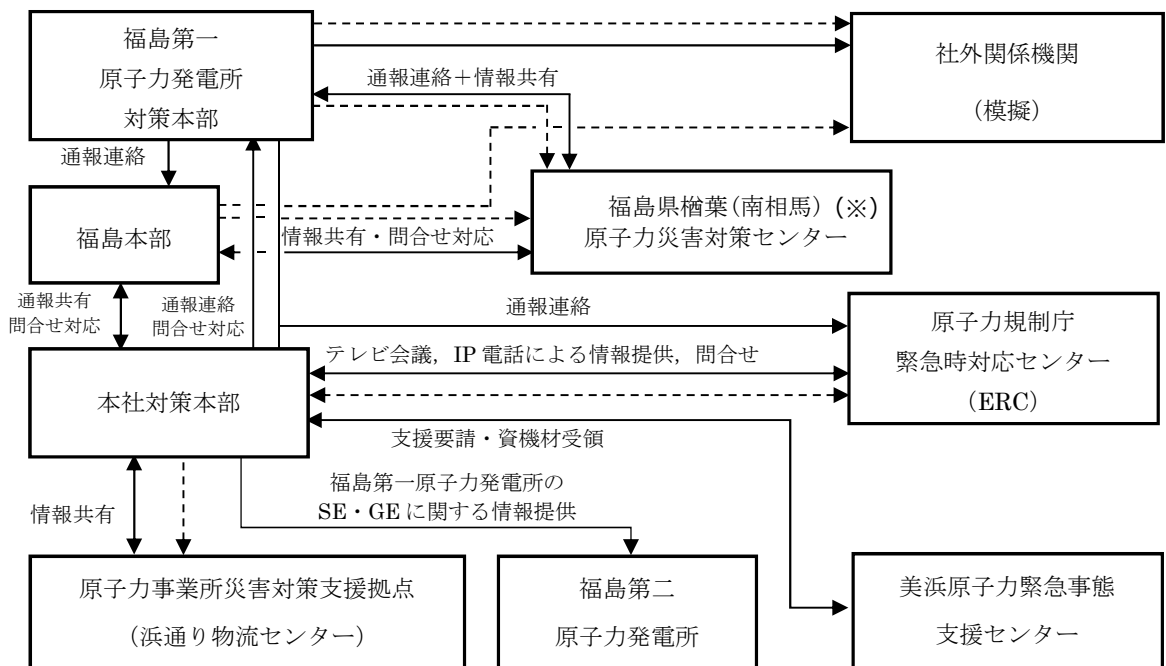 福島第一
原子力発電所
対策本部
社外関係機関
（模擬）
通報連絡＋情報共有
通報連絡
福島本部
福島県楢葉(南相馬) (※)
原子力災害対策センター
情報共有・問合せ対応
通報共有
問合せ対応
通報連絡
問合せ対応
通報連絡
原子力規制庁
緊急時対応センター
（ERC）
テレビ会議，IP 電話による情報提供，問合せ
本社対策本部
支援要請・資機材受領
福島第一原子力発電所の
SE・GE に関する情報提供
情報共有
原子力事業所災害対策支援拠点
（浜通り物流センター）
福島第二
原子力発電所
美浜原子力緊急事態
支援センター